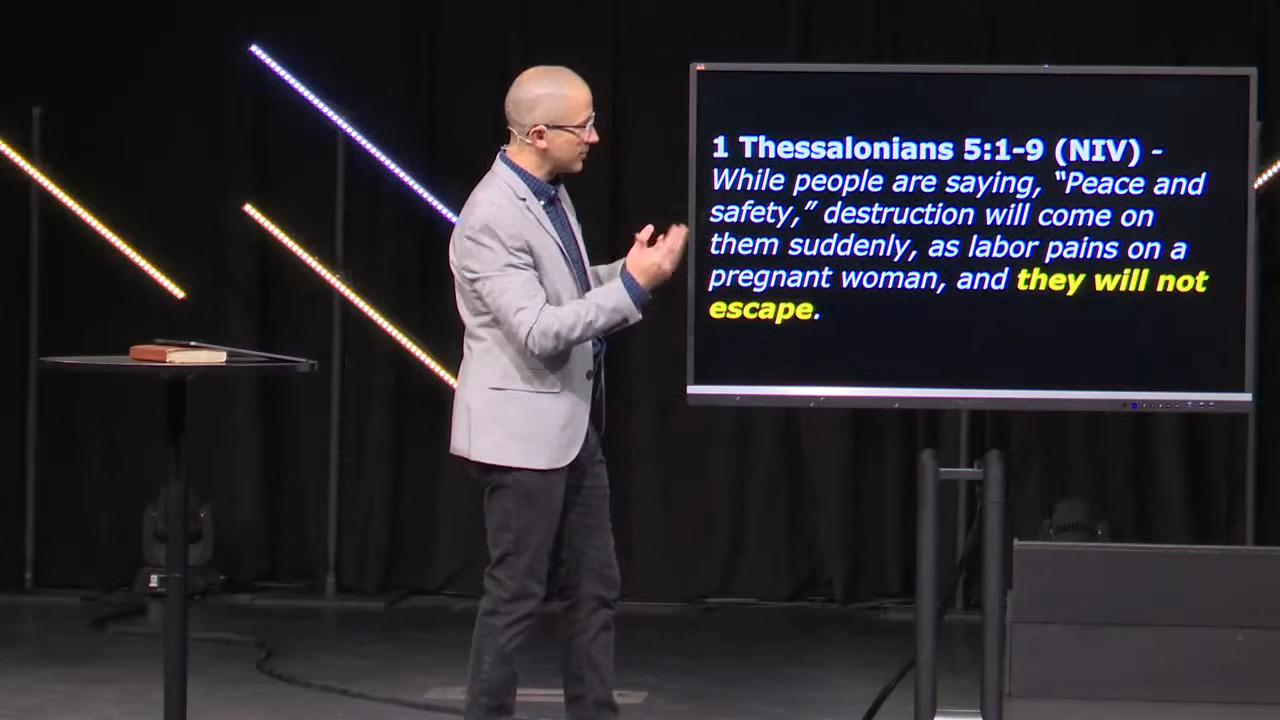 1 Thessalonians 5:1-9 (NIV) -
While people are saying, “Peace and
safety,” destruction will come on
them suddenly, as labor pains on a
pregnant woman, and they will not
escape.